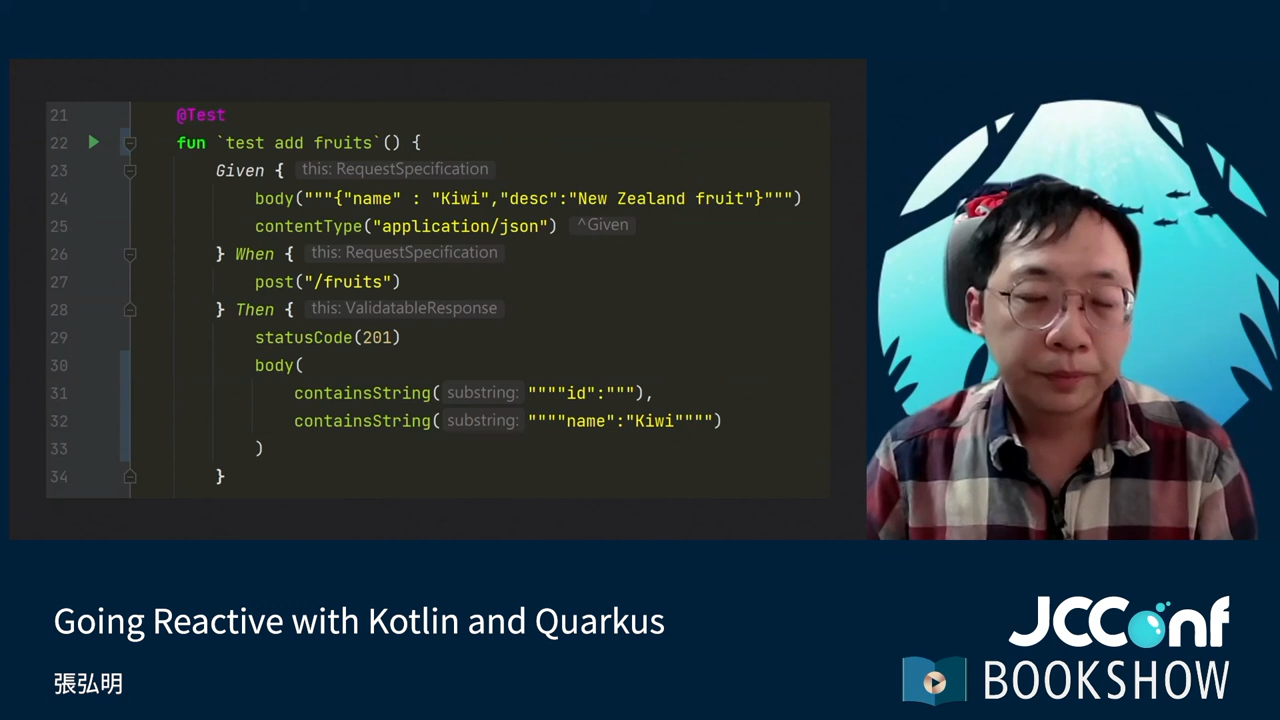 21 @Test
22 fun `test add fruits`() {
23 Given { this: RequestSpecification
24 body("""{"name" : "Kiwi","desc":"New Zealand fruit"}""")
25 contentType("application/json") ^Given
26 } When { this: RequestSpecification
27 post("/fruits")
28 } Then { this: ValidatableResponse
29 statusCode(201)
30 body(
31 containsString( substring: """"id":"""),
32 containsString( substring: """"name":"Kiwi"""")
33 )
34 }
Going Reactive with Kotlin and Quarkus
張弘明
JCConf
BOOKSHOW